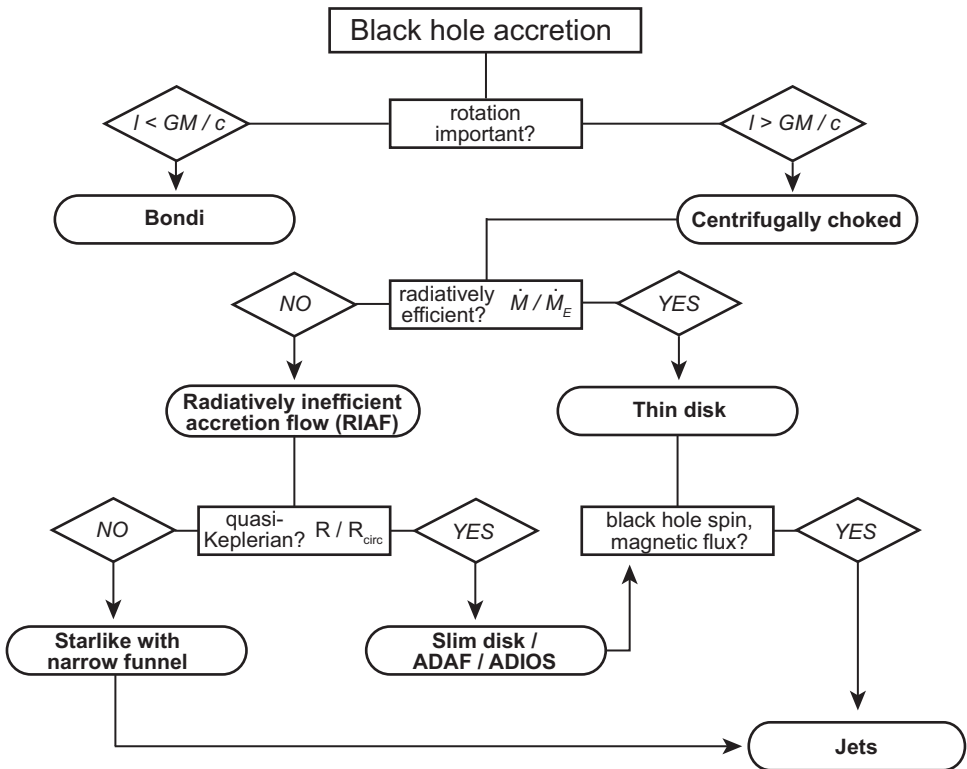 Black hole accretion
l < GM / c
rotation
important?
l > GM / c
Bondi
Centrifugally choked
NO
radiatively
efficient? Ṁ / Ṁ_E
YES
Radiatively inefficient
accretion flow (RIAF)
Thin disk
NO
quasi-
Keplerian? R / R_circ
YES
black hole spin,
magnetic flux?
YES
Starlike with
narrow funnel
Slim disk /
ADAF / ADIOS
Jets